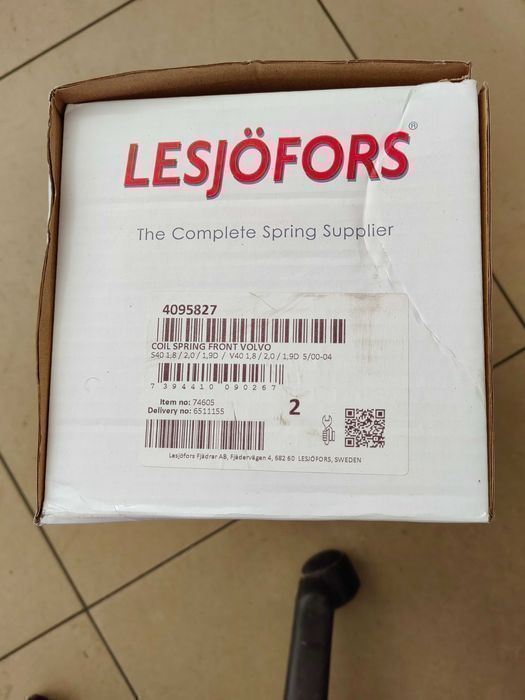 LESJÖFORS®
The Complete Spring Supplier
4095827
COIL SPRING FRONT VOLVO
S40 1,8 / 2,0 / 1,9D / V40 1,8 / 2,0 / 1,9D 5/00-04
7 394410 090267
Item no: 74605
Delivery no: 6511155
2
Lesjöfors Fjädrar AB, Fjädervägen 4, 682 60 LESJÖFORS, SWEDEN